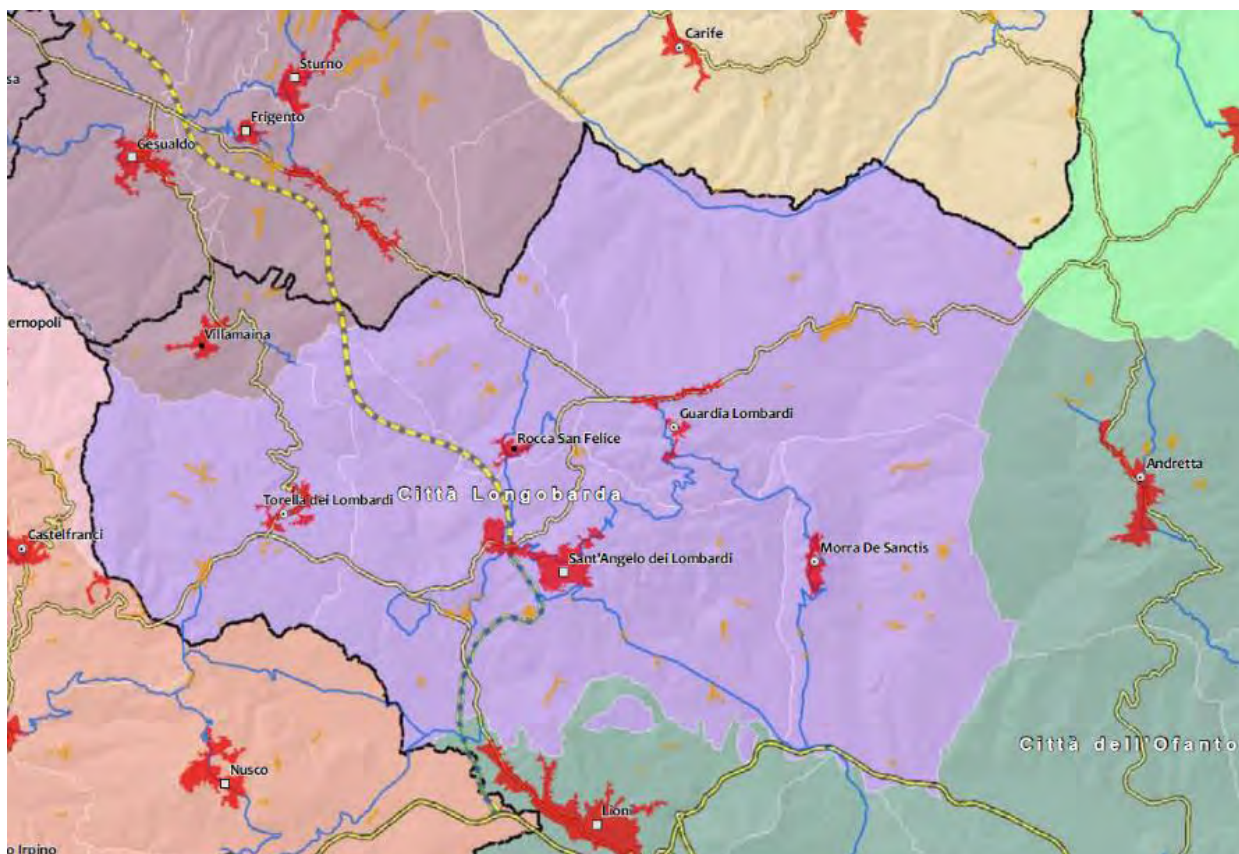 Carife
Sturno
sa
Frigento
Gesualdo
ernopoli
Villamaina
Guardia Lombardi
Rocca San Felice
Andretta
Torella dei Lombardi
Città Longobarda
Castelfranci
Sant'Angelo dei Lombardi
Morra De Sanctis
Città dell'Ofanto
Nusco
Lioni
o Irpino